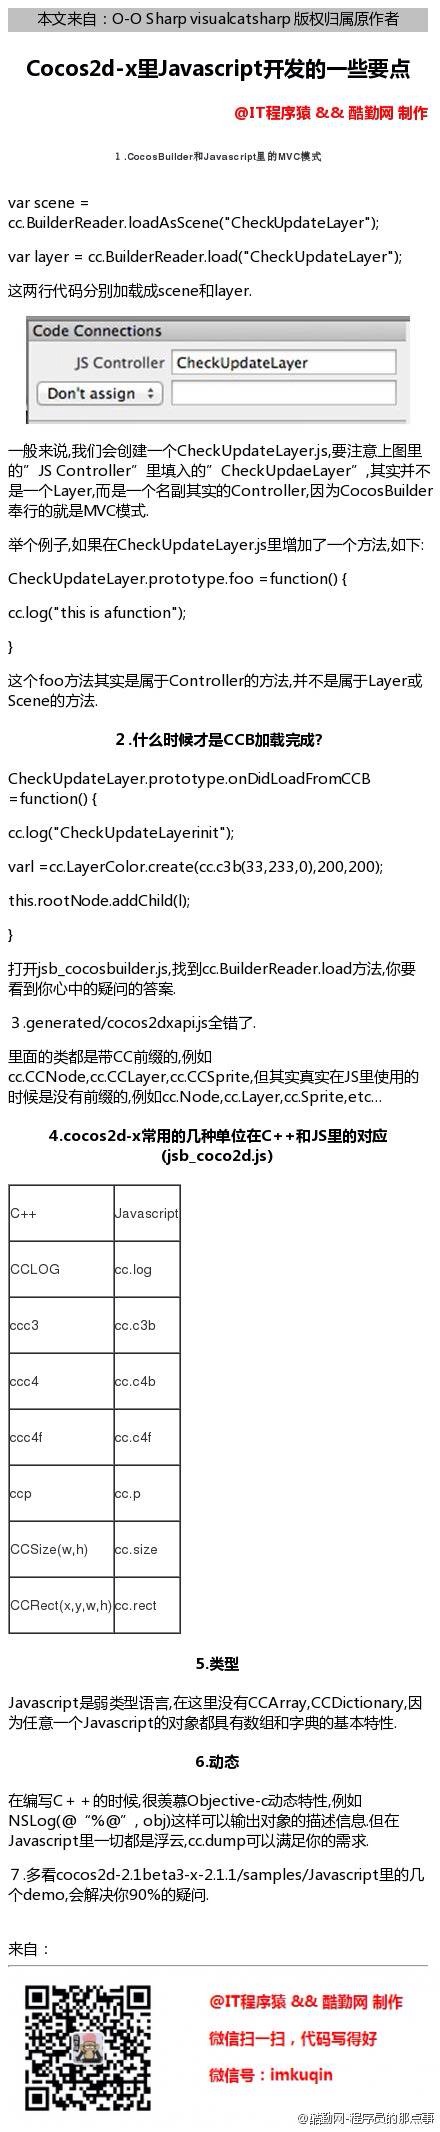 本文来自：O-O Sharp visualcatsharp 版权归属原作者
Cocos2d-x里Javascript开发的一些要点
@IT程序猿 && 酷勤网 制作
１.CocosBuilder和Javascript里的MVC模式
var scene =
cc.BuilderReader.loadAsScene("CheckUpdateLayer");
var layer = cc.BuilderReader.load("CheckUpdateLayer");
这两行代码分别加载成scene和layer.
Code Connections
JS Controller CheckUpdateLayer
Don't assign
一般来说,我们会创建一个CheckUpdateLayer.js,要注意上图里
的”JS Controller”里填入的”CheckUpdaeLayer”,其实并不
是一个Layer,而是一个名副其实的Controller,因为CocosBuilder
奉行的就是MVC模式.
举个例子,如果在CheckUpdateLayer.js里增加了一个方法,如下:
CheckUpdateLayer.prototype.foo =function() {
cc.log("this is afunction");
}
这个foo方法其实是属于Controller的方法,并不是属于Layer或
Scene的方法.
２.什么时候才是CCB加载完成?
CheckUpdateLayer.prototype.onDidLoadFromCCB
=function() {
cc.log("CheckUpdateLayerinit");
varl =cc.LayerColor.create(cc.c3b(33,233,0),200,200);
this.rootNode.addChild(l);
}
打开jsb_cocosbuilder.js,找到cc.BuilderReader.load方法,你要
看到你心中的疑问的答案.
３.generated/cocos2dxapi.js全错了.
里面的类都是带CC前缀的,例如
cc.CCNode,cc.CCLayer,cc.CCSprite,但其实真实在JS里使用的
时候是没有前缀的,例如cc.Node,cc.Layer,cc.Sprite,etc...
４.cocos2d-x常用的几种单位在C++和JS里的对应
(jsb_coco2d.js)
C++ Javascript
CCLOG cc.log
ccc3 cc.c3b
ccc4 cc.c4b
ccc4f cc.c4f
ccp cc.p
CCSize(w,h) cc.size
CCRect(x,y,w,h) cc.rect
5.类型
Javascript是弱类型语言,在这里没有CCArray,CCDictionary,因
为任意一个Javascript的对象都具有数组和字典的基本特性.
6.动态
在编写C＋＋的时候,很羡慕Objective-c动态特性,例如
NSLog(@“%@”, obj)这样可以输出对象的描述信息.但在
Javascript里一切都是浮云,cc.dump可以满足你的需求.
７.多看cocos2d-2.1beta3-x-2.1.1/samples/Javascript里的几
个demo,会解决你90%的疑问.
来自：
@IT程序猿 && 酷勤网 制作
微信扫一扫，代码写得好
微信号：imkuqin
@酷勤网-程序员的那点事